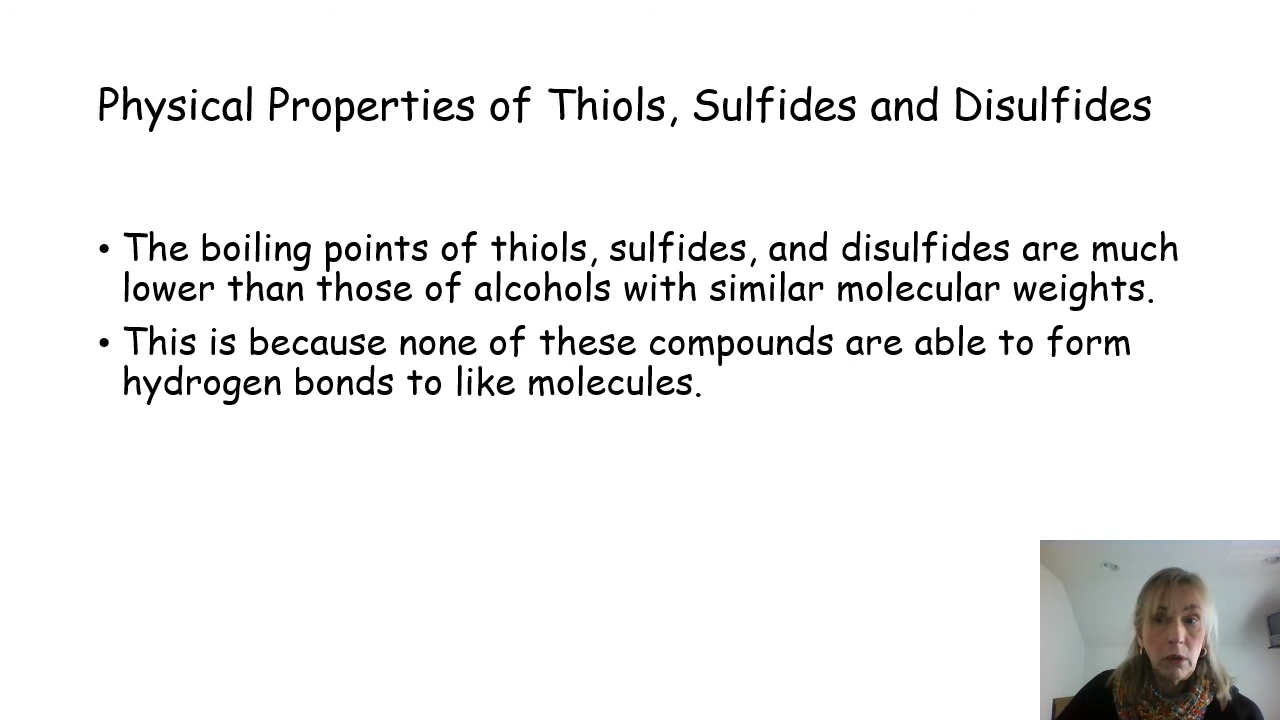 Physical Properties of Thiols, Sulfides and Disulfides
• The boiling points of thiols, sulfides, and disulfides are much
lower than those of alcohols with similar molecular weights.
• This is because none of these compounds are able to form
hydrogen bonds to like molecules.